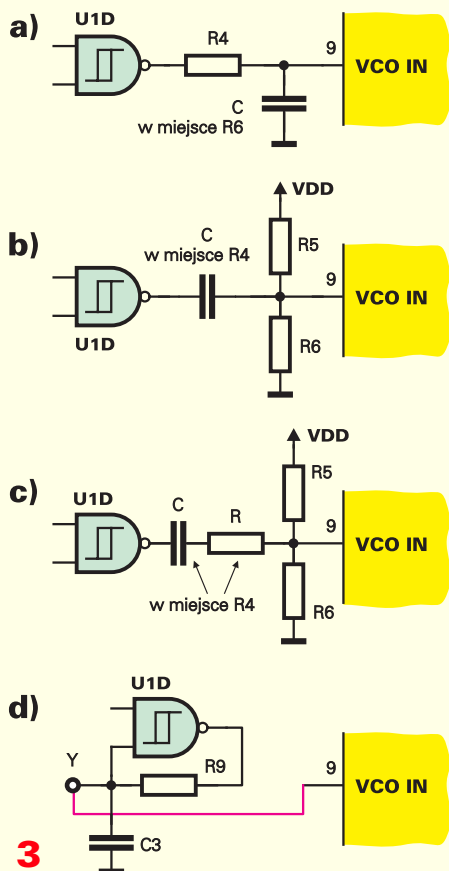 a)
U1D
R4
9
VCO IN
C
w miejsce R6
b)
VDD
C
w miejsce R4
R5
9
VCO IN
U1D
R6
c)
VDD
U1D
C
R
R5
9
VCO IN
w miejsce R4
R6
d)
U1D
Y
R9
9
VCO IN
C3
3